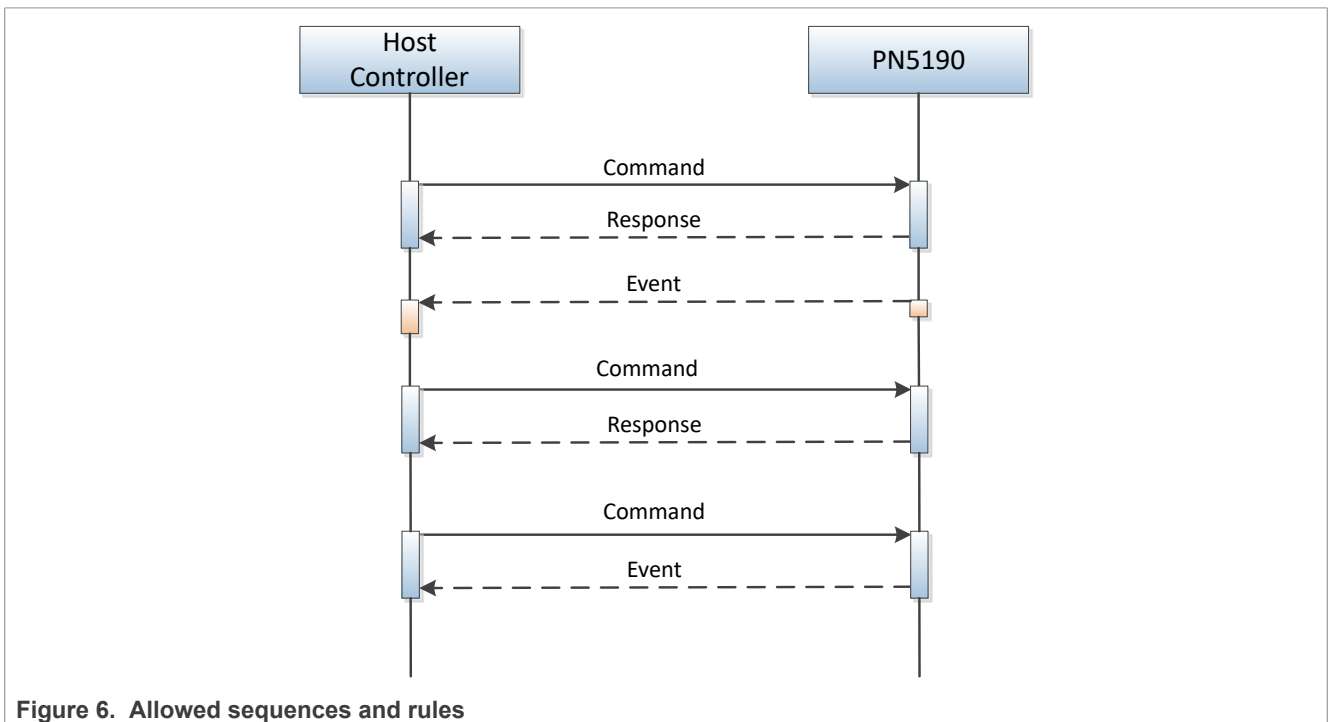 Host
Controller
PN5190
Command
Response
Event
Command
Response
Command
Event
Figure 6. Allowed sequences and rules